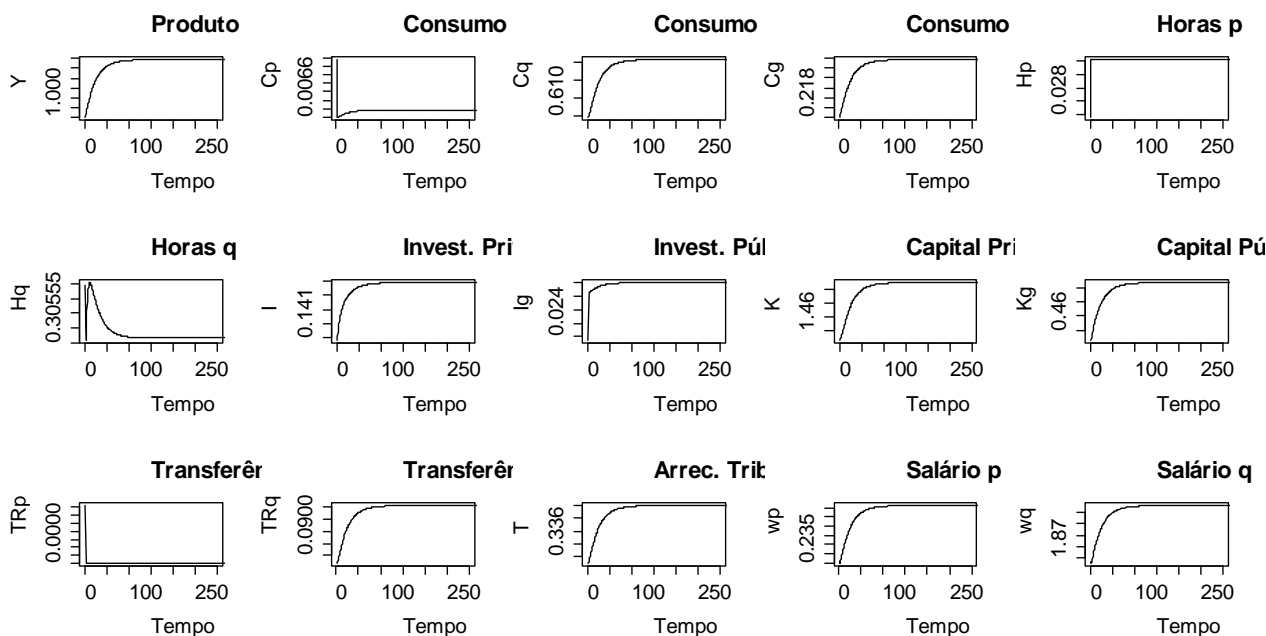 Produto
Y
1.000
0 100 250
Tempo
Consumo
Cp
0.0066
0 100 250
Tempo
Consumo
Cq
0.610
0 100 250
Tempo
Consumo
Cg
0.218
0 100 250
Tempo
Horas p
Hp
0.028
0 100 250
Tempo
Horas q
Hq
0.30555
0 100 250
Tempo
Invest. Pri
I
0.141
0 100 250
Tempo
Invest. Púl
Ig
0.024
0 100 250
Tempo
Capital Pri
K
1.46
0 100 250
Tempo
Capital Pú
Kg
0.46
0 100 250
Tempo
Transferêr
TRp
0.0000
0 100 250
Tempo
Transferêr
TRq
0.0900
0 100 250
Tempo
Arrec. Trib
T
0.336
0 100 250
Tempo
Salário p
wp
0.235
0 100 250
Tempo
Salário q
wq
1.87
0 100 250
Tempo